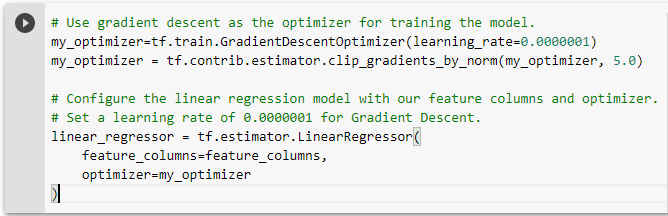 # Use gradient descent as the optimizer for training the model.
my_optimizer=tf.train.GradientDescentOptimizer(learning_rate=0.0000001)
my_optimizer = tf.contrib.estimator.clip_gradients_by_norm(my_optimizer, 5.0)

# Configure the linear regression model with our feature columns and optimizer.
# Set a learning rate of 0.0000001 for Gradient Descent.
linear_regressor = tf.estimator.LinearRegressor(
    feature_columns=feature_columns,
    optimizer=my_optimizer
)